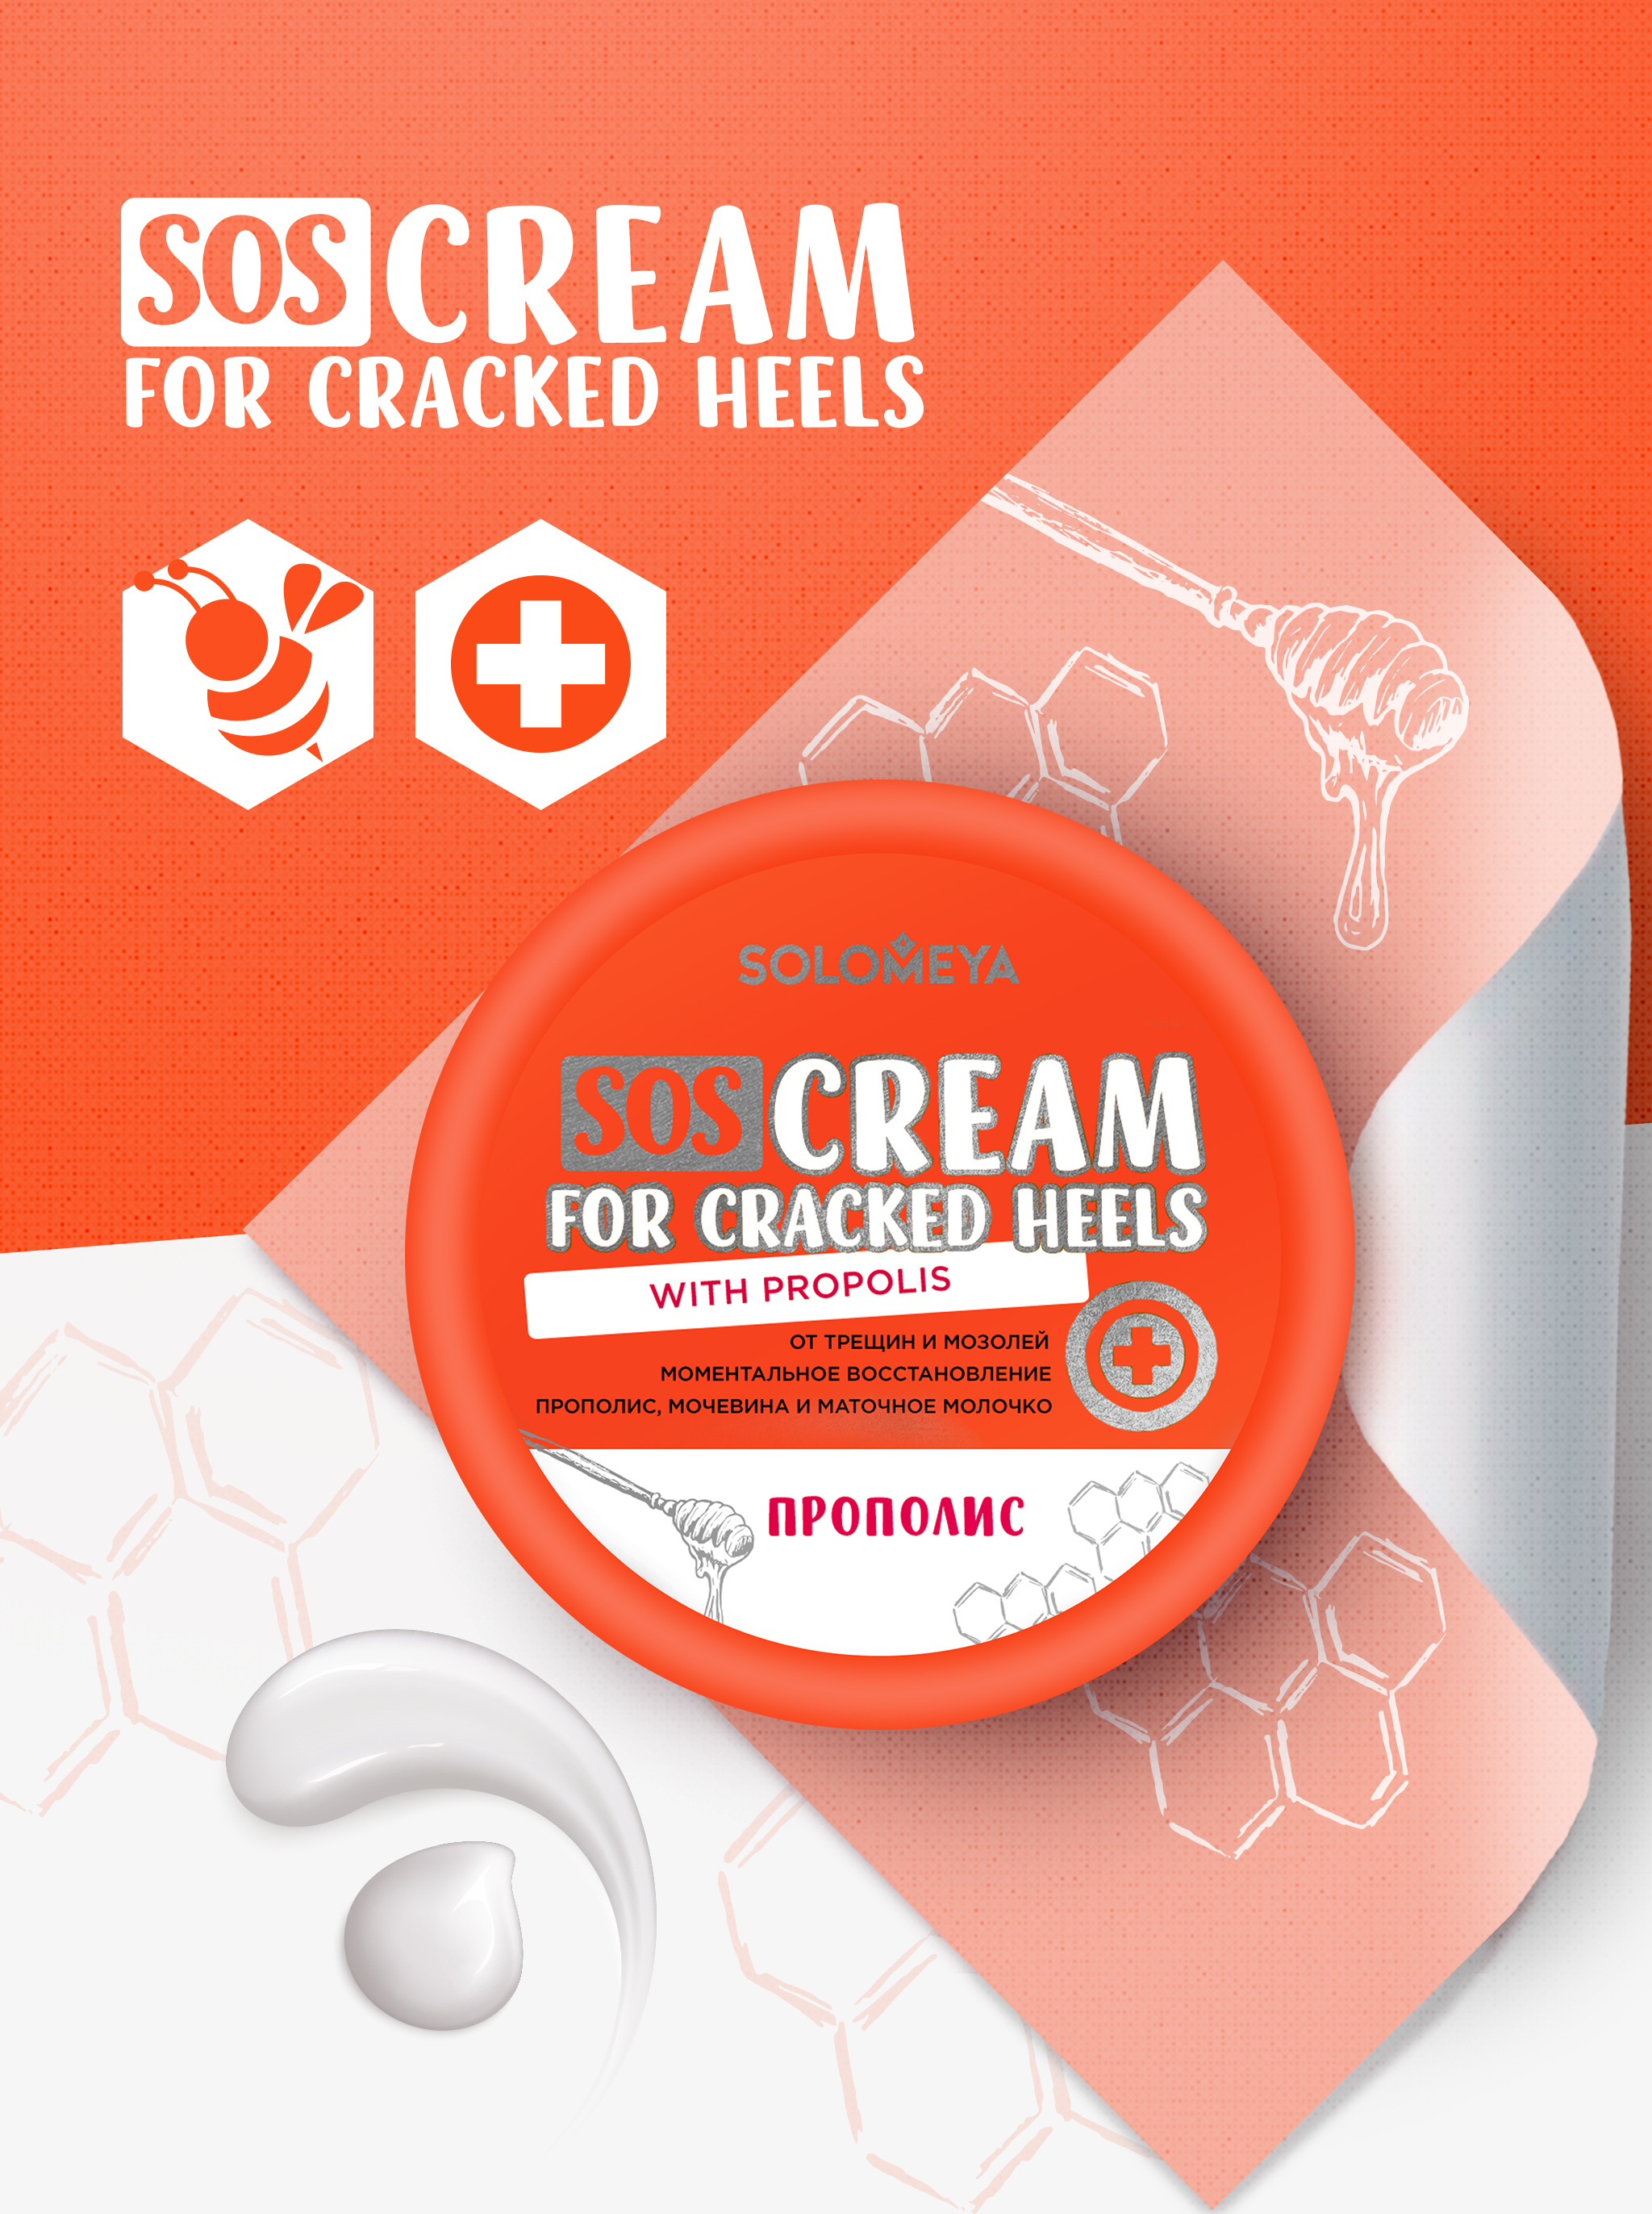 SOS CREAM
FOR CRACKED HEELS
SOLOMEYA
SOS CREAM
FOR CRACKED HEELS
WITH PROPOLIS
ОТ ТРЕЩИН И МОЗОЛЕЙ
МОМЕНТАЛЬНОЕ ВОССТАНОВЛЕНИЕ
ПРОПОЛИС, МОЧЕВИНА И МАТОЧНОЕ МОЛОЧКО
ПРОПОЛИС